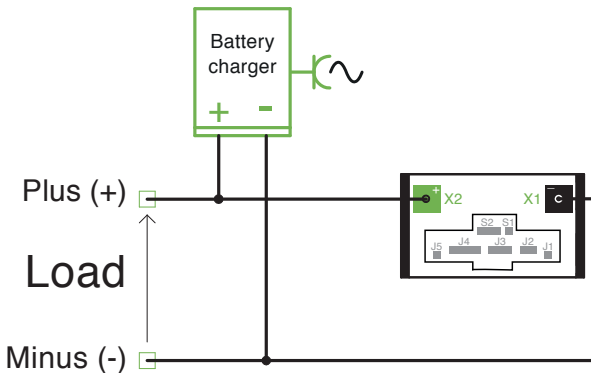 Battery
charger
+ -
Plus (+)
+ X2 X1 - C
S2 S1
J5 J4 J3 J2 J1
Load
Minus (-)